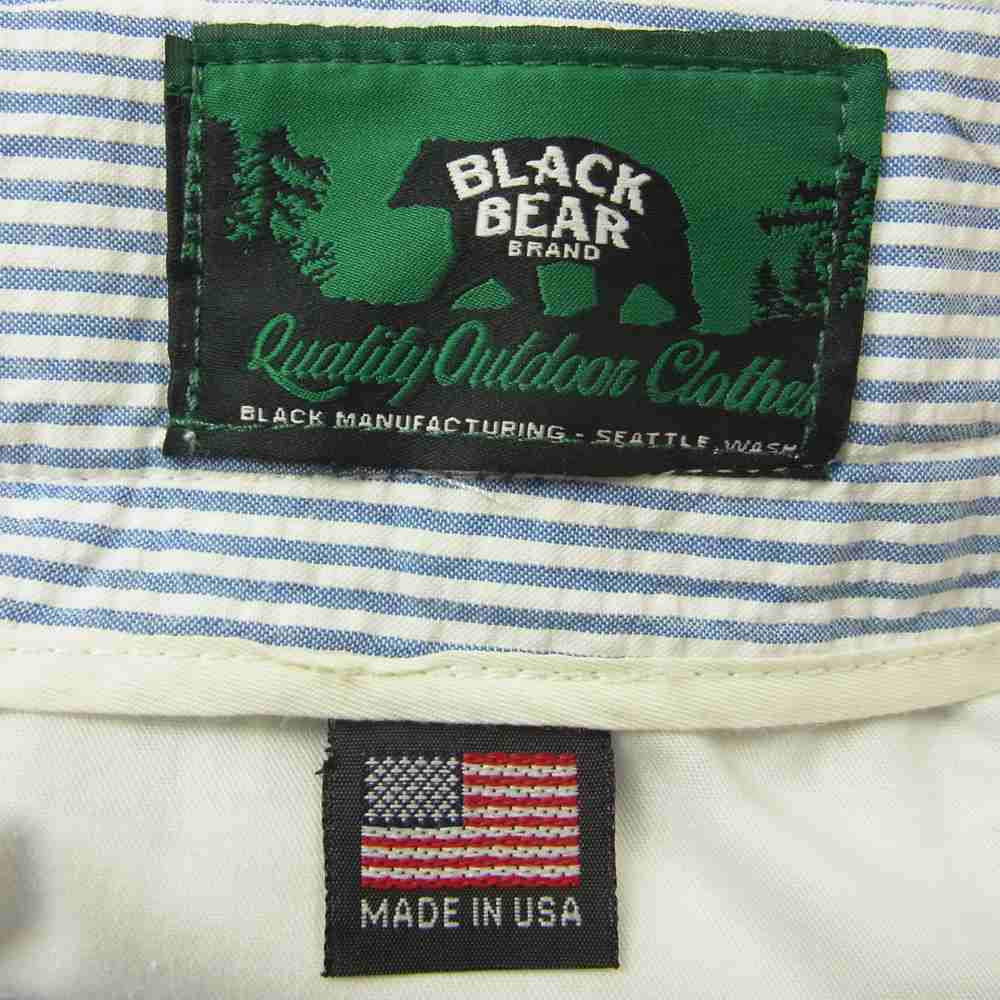 BLACK
BEAR
BRAND
Quality Outdoor Clothes
BLACK MANUFACTURING - SEATTLE, WASH.
MADE IN USA